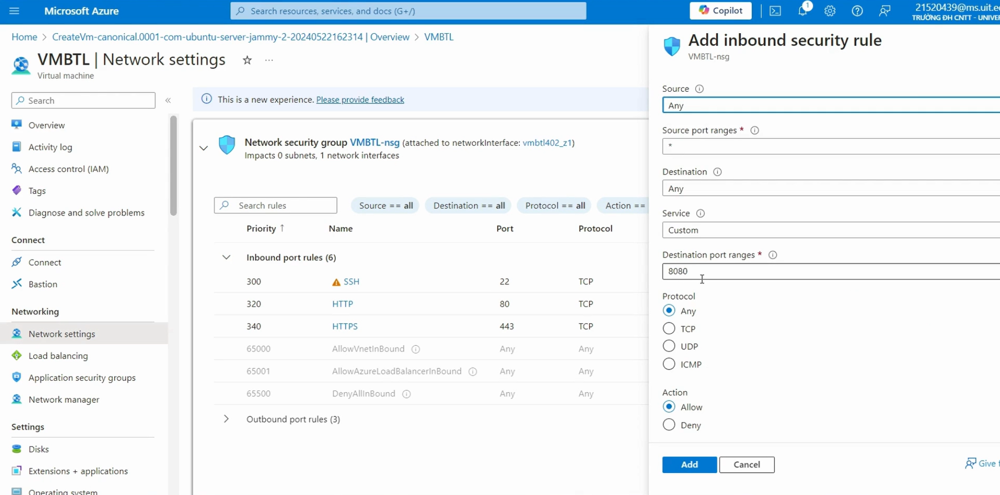 Microsoft Azure
Search resources, services, and docs (G+/)
Copilot
1
21520439@ms.uit.e
TRƯỜNG ĐH CNTT - UNIVER
Home > CreateVm-canonical.0001-com-ubuntu-server-jammy-2-20240522162314 | Overview > VMBTL
VMBTL | Network settings
Virtual machine
Search
Overview
Activity log
Access control (IAM)
Tags
Diagnose and solve problems
Connect
Connect
Bastion
Networking
Network settings
Load balancing
Application security groups
Network manager
Settings
Disks
Extensions + applications
Operating system
This is a new experience. Please provide feedback
Network security group VMBTL-nsg (attached to networkInterface: vmbtl402_z1)
Impacts 0 subnets, 1 network interfaces
Search rules
Source == all
Destination == all
Protocol == all
Action ==
Priority ↑ Name Port Protocol
Inbound port rules (6)
300 SSH 22 TCP
320 HTTP 80 TCP
340 HTTPS 443 TCP
65000 AllowVnetInBound Any Any
65001 AllowAzureLoadBalancerInBound Any Any
65500 DenyAllInBound Any Any
Outbound port rules (3)
Add inbound security rule
VMBTL-nsg
Source
Any
Source port ranges *
*
Destination
Any
Service
Custom
Destination port ranges *
8080
Protocol
Any
TCP
UDP
ICMP
Action
Allow
Deny
Add
Cancel
Give f